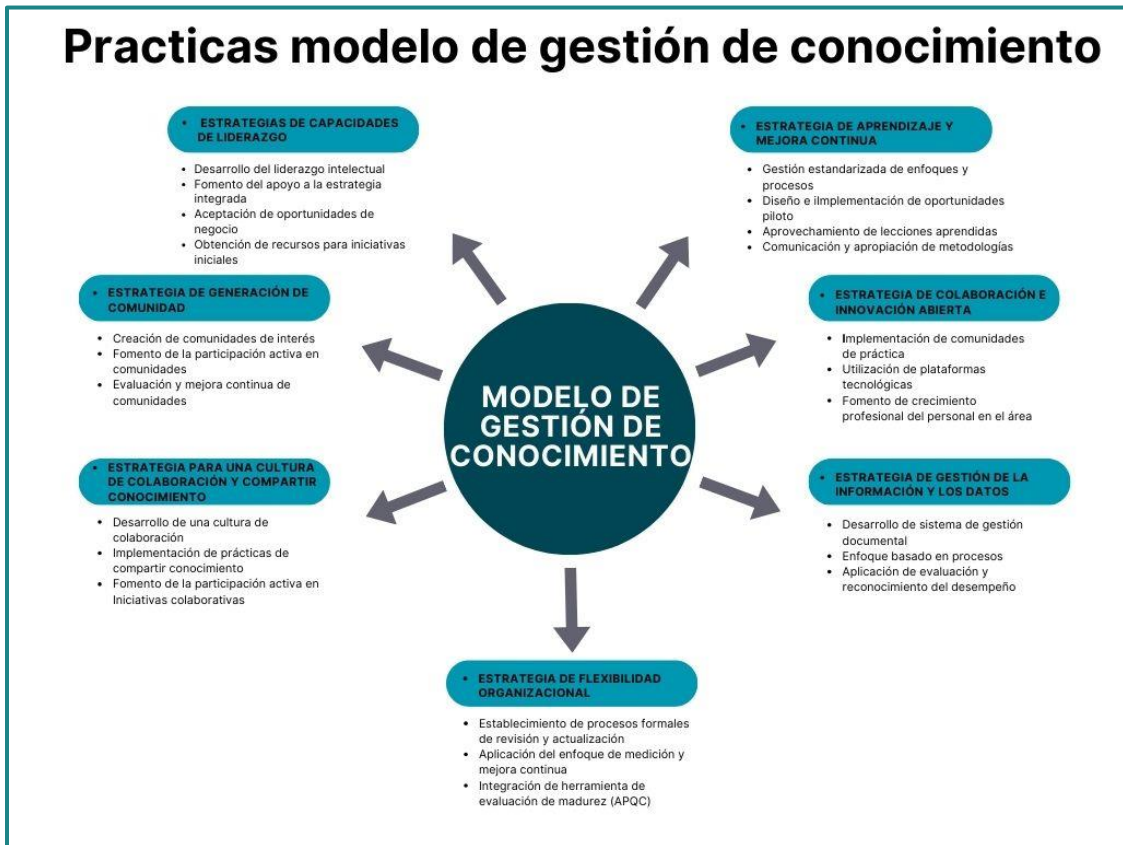 Practicas modelo de gestión de conocimiento
• ESTRATEGIAS DE CAPACIDADES
DE LIDERAZGO
• Desarrollo del liderazgo intelectual
• Fomento del apoyo a la estrategia
integrada
• Aceptación de oportunidades de
negocio
• Obtención de recursos para iniciativas
iniciales
• ESTRATEGIA DE APRENDIZAJE Y
MEJORA CONTINUA
• Gestión estandarizada de enfoques y
procesos
• Diseño e iImplementación de oportunidades
piloto
• Aprovechamiento de lecciones aprendidas
• Comunicación y apropiación de metodologías
• ESTRATEGIA DE GENERACIÓN DE
COMUNIDAD
• Creación de comunidades de interés
• Fomento de la participación activa en
comunidades
• Evaluación y mejora continua de
comunidades
• ESTRATEGIA DE COLABORACIÓN E
INNOVACIÓN ABIERTA
• Implementación de comunidades
de práctica
• Utilización de plataformas
tecnológicas
• Fomento de crecimiento
profesional del personal en el área
MODELO DE
GESTIÓN DE
CONOCIMIENTO
• ESTRATEGIA PARA UNA CULTURA
DE COLABORACIÓN Y COMPARTIR
CONOCIMIENTO
• Desarrollo de una cultura de
colaboración
• Implementación de prácticas de
compartir conocimiento
• Fomento de la participación activa en
Iniciativas colaborativas
• ESTRATEGIA DE GESTIÓN DE LA
INFORMACIÓN Y LOS DATOS
• Desarrollo de sistema de gestión
documental
• Enfoque basado en procesos
• Aplicación de evaluación y
reconocimiento del desempeño
• ESTRATEGIA DE FLEXIBILIDAD
ORGANIZACIONAL
• Establecimiento de procesos formales
de revisión y actualización
• Aplicación del enfoque de medición y
mejora continua
• Integración de herramienta de
evaluación de madurez (APQC)